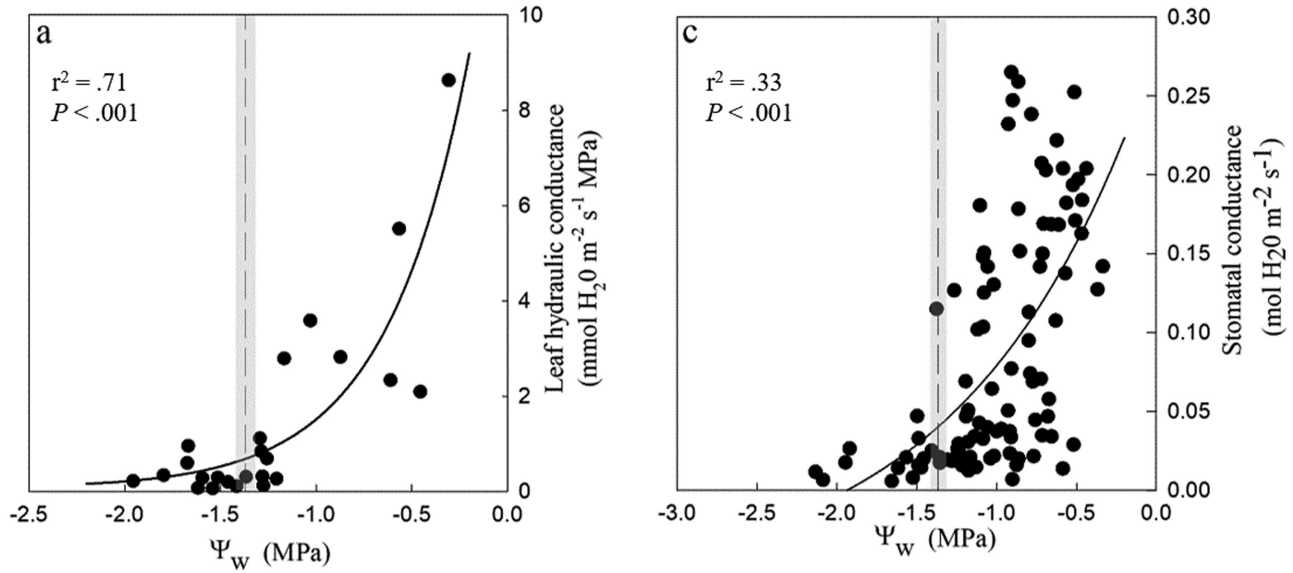 a
r² = .71
P < .001
10
8
6
4
2
0
Leaf hydraulic conductance
(mmol H₂0 m⁻² s⁻¹ MPa)
-2.5 -2.0 -1.5 -1.0 -0.5 0.0
Ψw (MPa)
c
r² = .33
P < .001
0.30
0.25
0.20
0.15
0.10
0.05
0.00
Stomatal conductance
(mol H20 m⁻² s⁻¹)
-3.0 -2.5 -2.0 -1.5 -1.0 -0.5 0.0
Ψw (MPa)